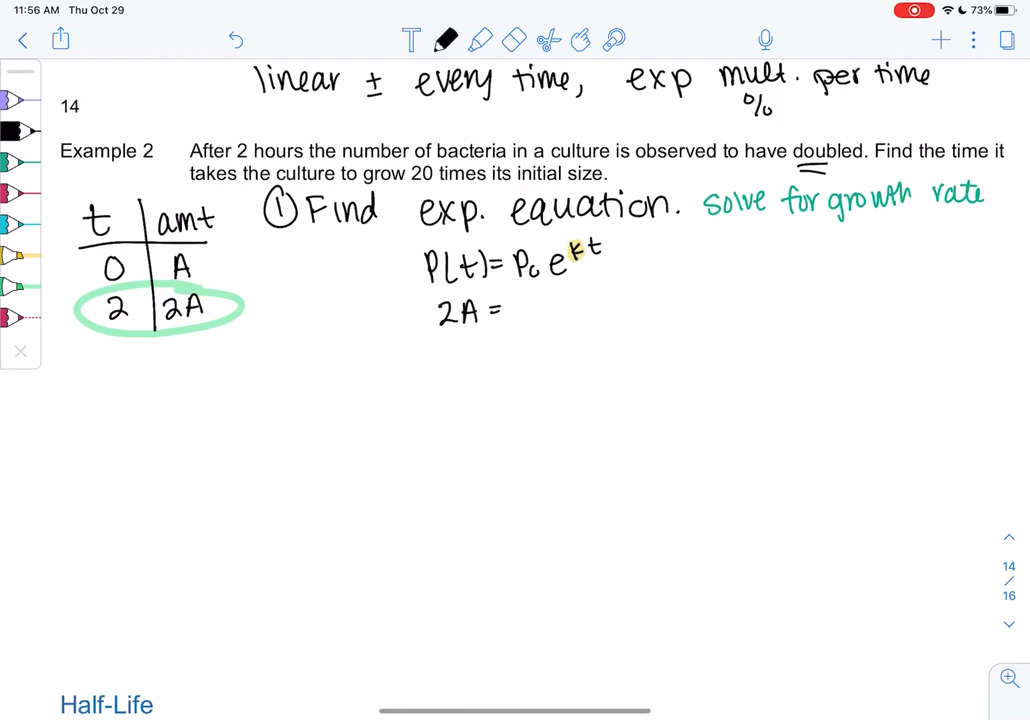 11:56 AM Thu Oct 29
73%
linear ± every time, exp mult. per time
%
14
Example 2 After 2 hours the number of bacteria in a culture is observed to have doubled. Find the time it
takes the culture to grow 20 times its initial size.
① Find exp. equation. solve for growth rate
t amt
0 A
2 2A
P(t) = P₀ e^kt
2A =
14
/
16
Half-Life